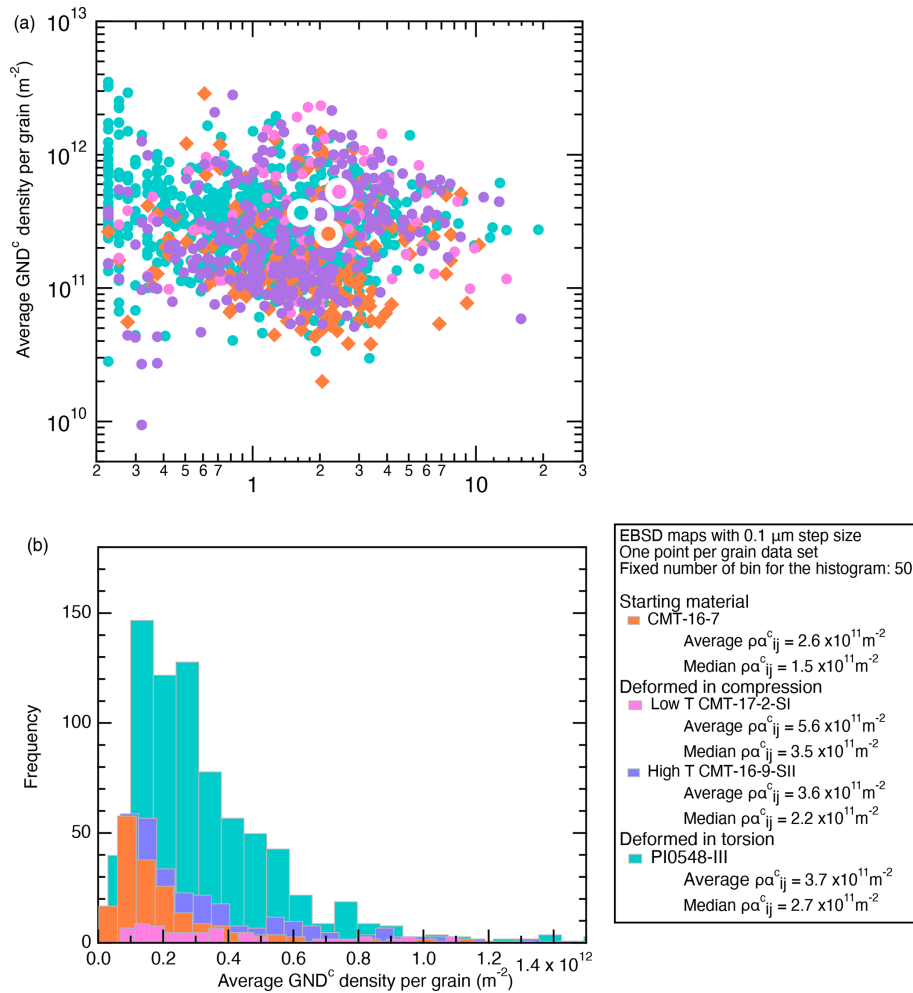 (a)
10^13
10^12
10^11
10^10
Average GND^c density per grain (m^-2)
2 3 4 5 6 7 1 2 3 4 5 6 7 10 2 3
(b)
150
100
50
0
Frequency
0.0 0.2 0.4 0.6 0.8 1.0 1.2 1.4 x 10^12
Average GND^c density per grain (m^-2)
EBSD maps with 0.1 µm step size
One point per grain data set
Fixed number of bin for the histogram: 50
Starting material
CMT-16-7
Average ρα^c_ij = 2.6 x10^11 m^-2
Median ρα^c_ij = 1.5 x10^11 m^-2
Deformed in compression
Low T CMT-17-2-SI
Average ρα^c_ij = 5.6 x10^11 m^-2
Median ρα^c_ij = 3.5 x10^11 m^-2
High T CMT-16-9-SII
Average ρα^c_ij = 3.6 x10^11 m^-2
Median ρα^c_ij = 2.2 x10^11 m^-2
Deformed in torsion
PI0548-III
Average ρα^c_ij = 3.7 x10^11 m^-2
Median ρα^c_ij = 2.7 x10^11 m^-2